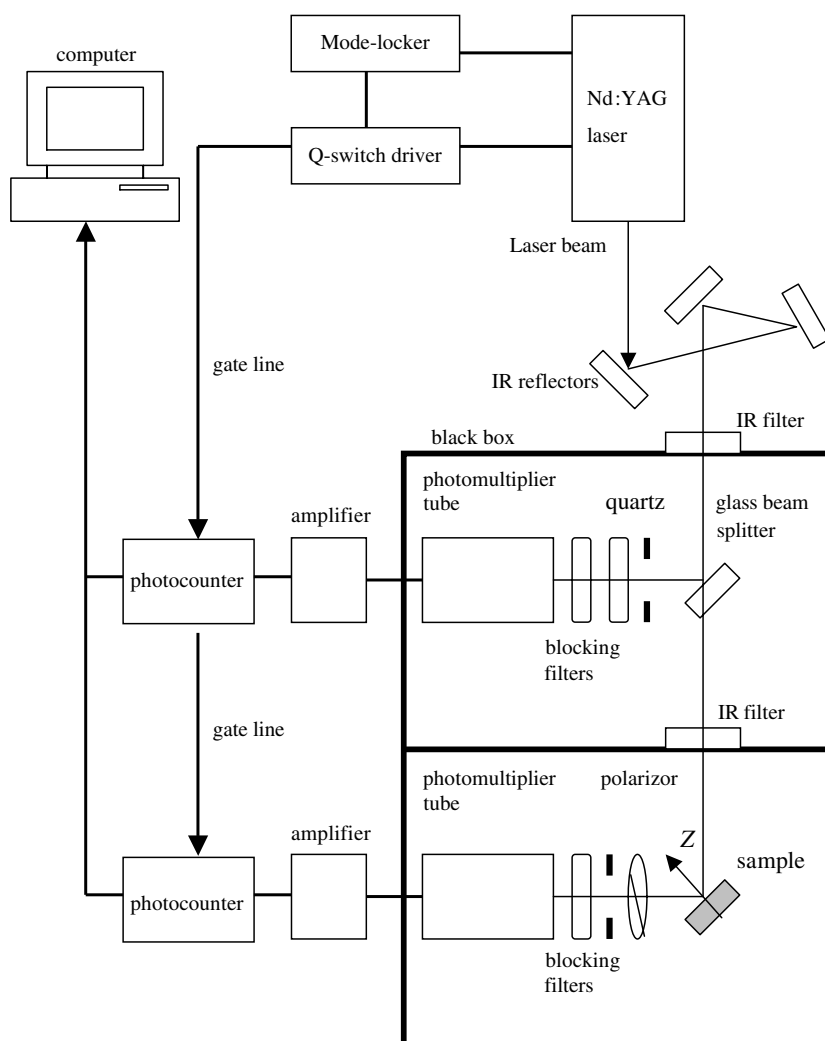 Mode-locker
computer
Nd:YAG
laser
Q-switch driver
Laser beam
gate line
IR reflectors
IR filter
black box
photomultiplier
tube
quartz
glass beam
splitter
amplifier
photocounter
blocking
filters
IR filter
gate line
photomultiplier
tube
polarizor
amplifier
Z
sample
photocounter
blocking
filters